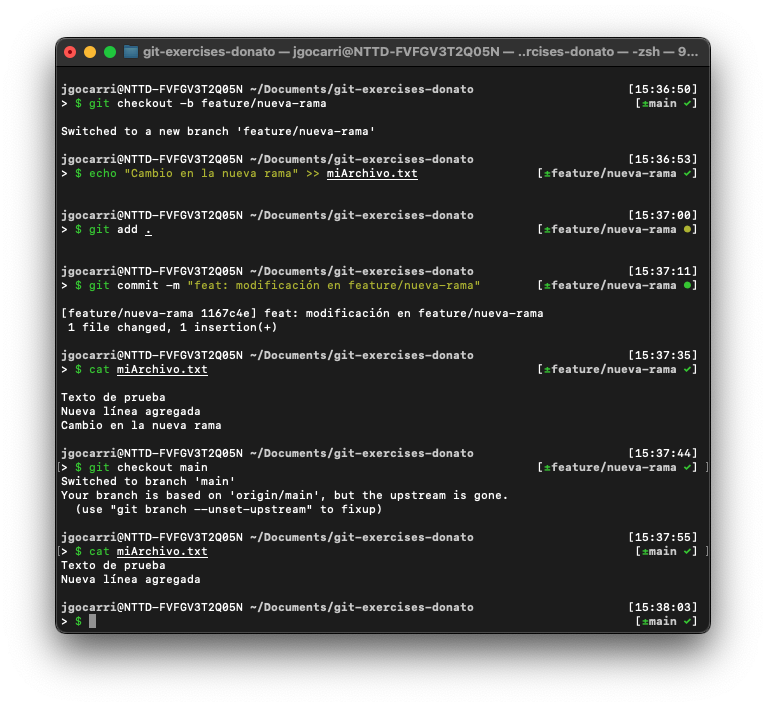 git-exercises-donato — jgocarri@NTTD-FVFGV3T2Q05N — ..rcises-donato — -zsh — 9...
jgocarri@NTTD-FVFGV3T2Q05N ~/Documents/git-exercises-donato [15:36:50]
> $ git checkout -b feature/nueva-rama [±main ✓]
Switched to a new branch 'feature/nueva-rama'
jgocarri@NTTD-FVFGV3T2Q05N ~/Documents/git-exercises-donato [15:36:53]
> $ echo "Cambio en la nueva rama" >> miArchivo.txt [±feature/nueva-rama ✓]
jgocarri@NTTD-FVFGV3T2Q05N ~/Documents/git-exercises-donato [15:37:00]
> $ git add . [±feature/nueva-rama ●]
jgocarri@NTTD-FVFGV3T2Q05N ~/Documents/git-exercises-donato [15:37:11]
> $ git commit -m "feat: modificación en feature/nueva-rama" [±feature/nueva-rama ●]
[feature/nueva-rama 1167c4e] feat: modificación en feature/nueva-rama
1 file changed, 1 insertion(+)
jgocarri@NTTD-FVFGV3T2Q05N ~/Documents/git-exercises-donato [15:37:35]
> $ cat miArchivo.txt [±feature/nueva-rama ✓]
Texto de prueba
Nueva línea agregada
Cambio en la nueva rama
jgocarri@NTTD-FVFGV3T2Q05N ~/Documents/git-exercises-donato [15:37:44]
[> $ git checkout main [±feature/nueva-rama ✓] ]
Switched to branch 'main'
Your branch is based on 'origin/main', but the upstream is gone.
(use "git branch --unset-upstream" to fixup)
jgocarri@NTTD-FVFGV3T2Q05N ~/Documents/git-exercises-donato [15:37:55]
[> $ cat miArchivo.txt [±main ✓] ]
Texto de prueba
Nueva línea agregada
jgocarri@NTTD-FVFGV3T2Q05N ~/Documents/git-exercises-donato [15:38:03]
> $ [±main ✓]